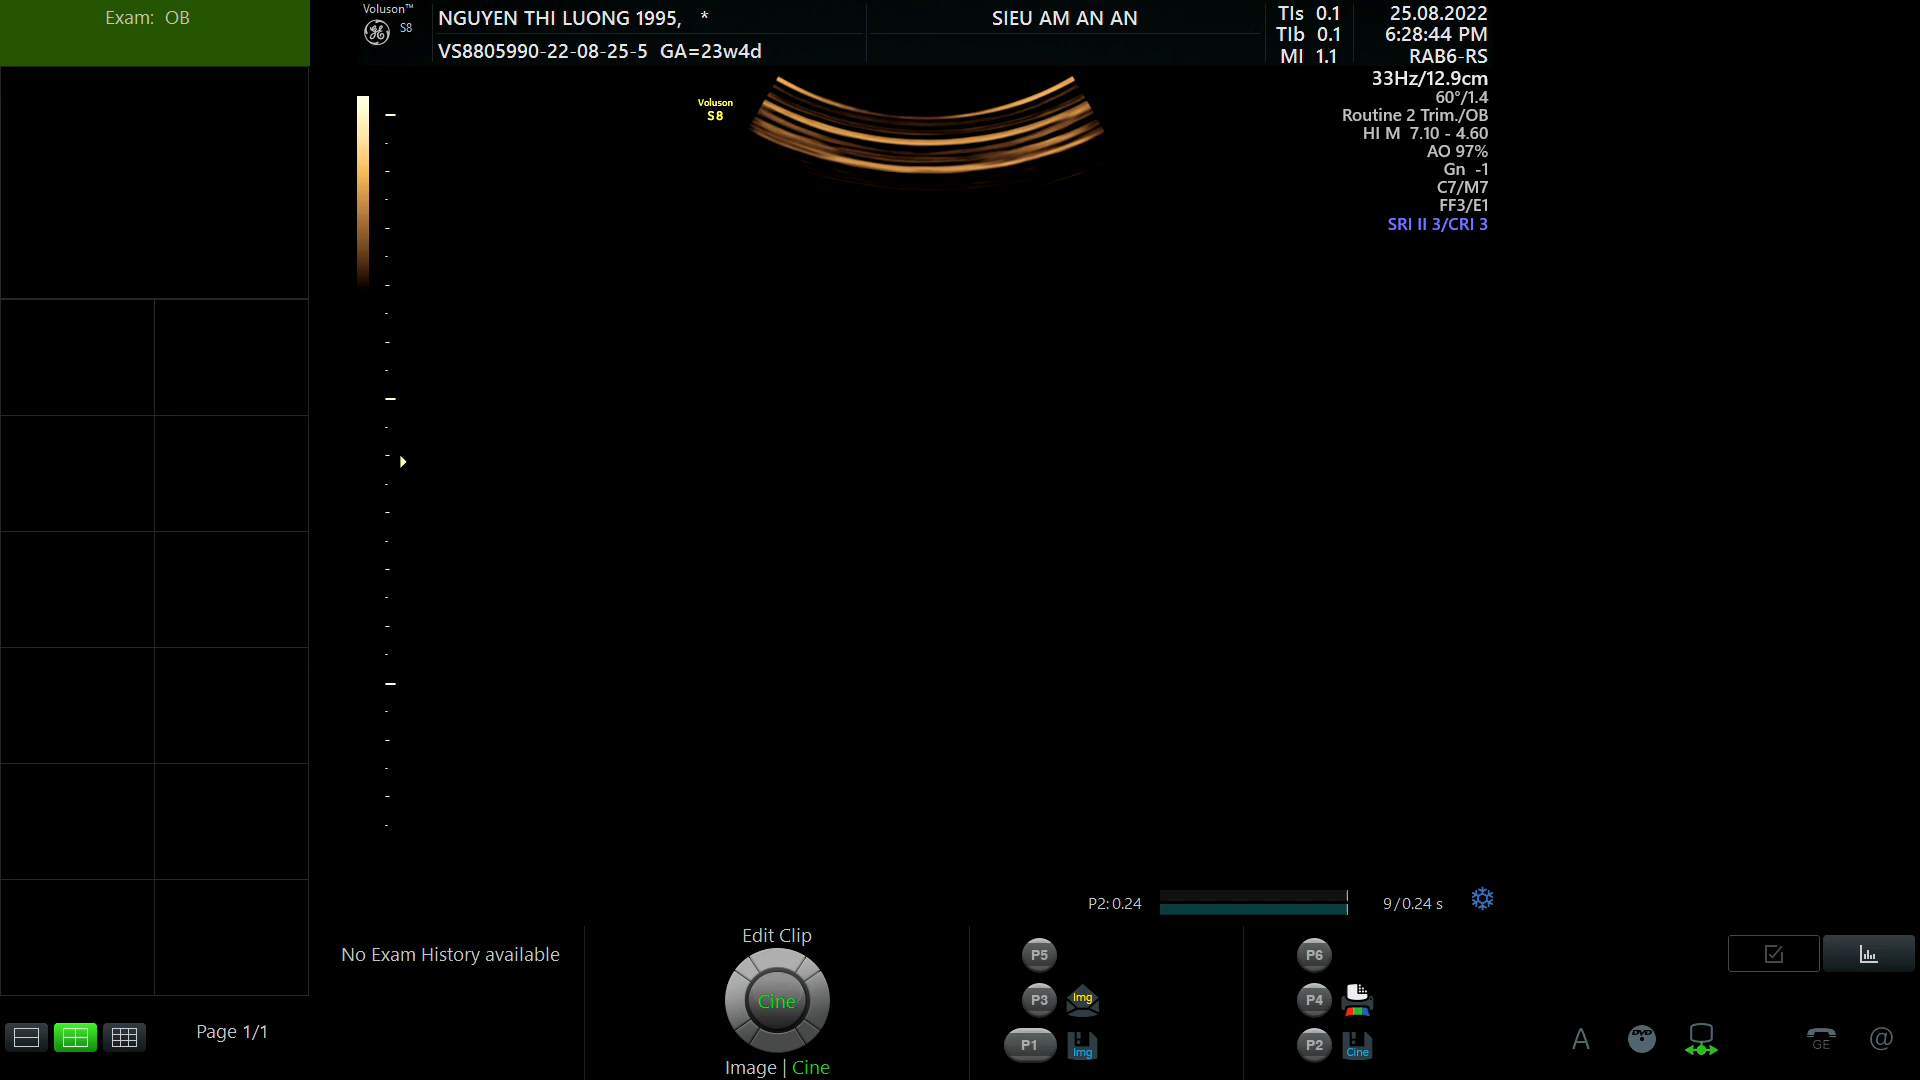 Exam: OB
Voluson™
S8
NGUYEN THI LUONG 1995, *
VS8805990-22-08-25-5 GA=23w4d
SIEU AM AN AN
TIs 0.1
TIb 0.1
MI 1.1
25.08.2022
6:28:44 PM
RAB6-RS
33Hz/12.9cm
60°/1.4
Routine 2 Trim./OB
HI M 7.10 - 4.60
AO 97%
Gn -1
C7/M7
FF3/E1
SRI II 3/CRI 3
Voluson
S8
P2: 0.24
9/0.24 s
No Exam History available
Edit Clip
Cine
Image | Cine
P5
P3 Img
P1 Img
P6
P4
P2 Cine
Page 1/1
A
DVD
GE
@